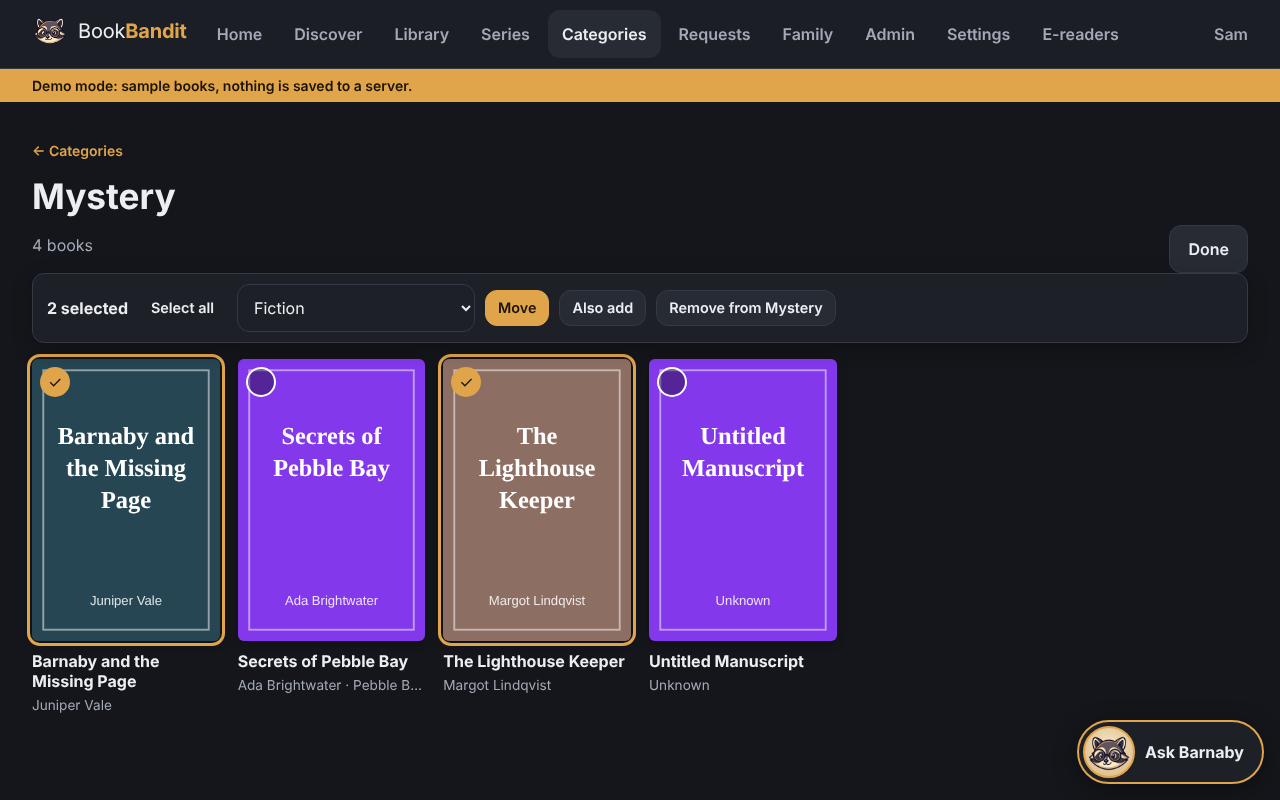 BookBandit
Home
Discover
Library
Series
Categories
Requests
Family
Admin
Settings
E-readers
Sam
Demo mode: sample books, nothing is saved to a server.
← Categories
Mystery
4 books
Done
2 selected
Select all
Fiction
Move
Also add
Remove from Mystery
Barnaby and
the Missing
Page
Juniper Vale
Secrets of
Pebble Bay
Ada Brightwater
The
Lighthouse
Keeper
Margot Lindqvist
Untitled
Manuscript
Unknown
Barnaby and the
Missing Page
Juniper Vale
Secrets of Pebble Bay
Ada Brightwater · Pebble B...
The Lighthouse Keeper
Margot Lindqvist
Untitled Manuscript
Unknown
Ask Barnaby